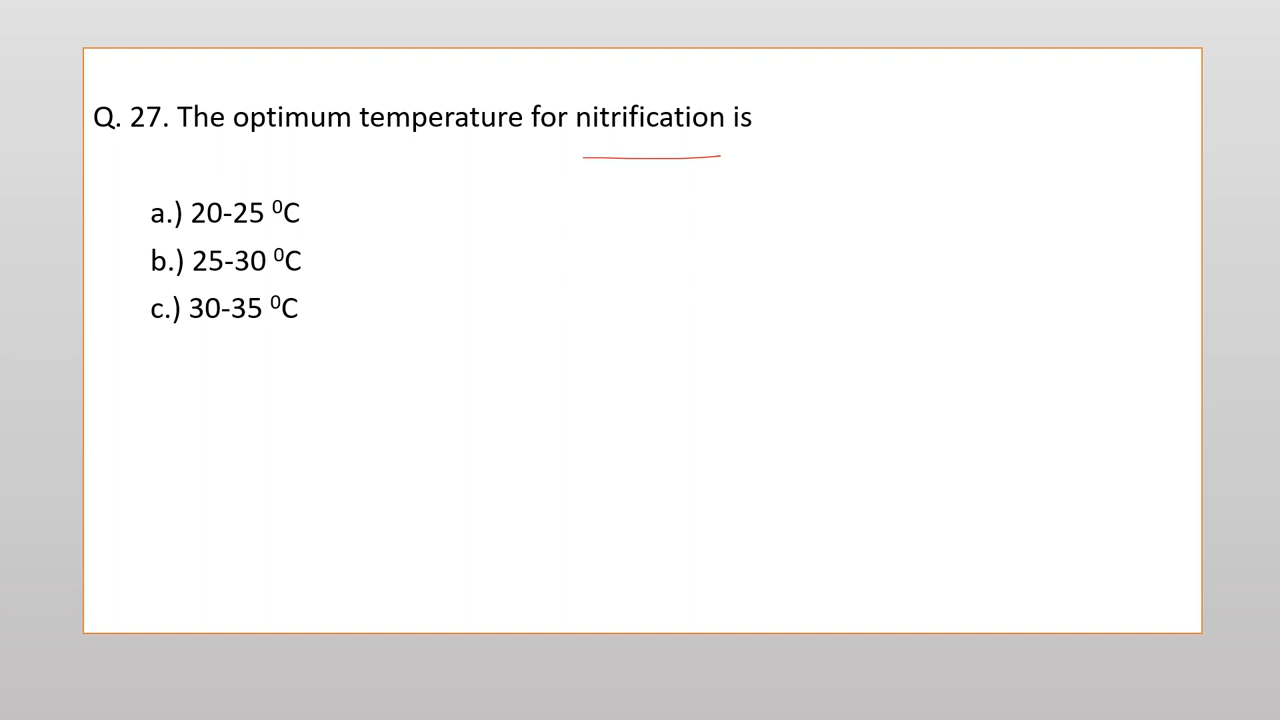 Q. 27. The optimum temperature for nitrification is
a.) 20-25 ⁰C
b.) 25-30 ⁰C
c.) 30-35 ⁰C